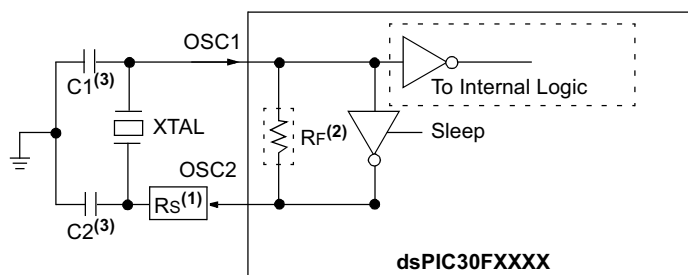 OSC1
C1(3)
To Internal Logic
XTAL
RF(2)
Sleep
OSC2
RS(1)
C2(3)
dsPIC30FXXXX